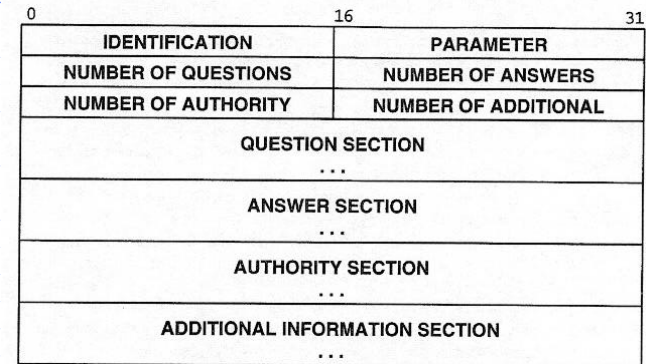 0 16 31
IDENTIFICATION PARAMETER
NUMBER OF QUESTIONS NUMBER OF ANSWERS
NUMBER OF AUTHORITY NUMBER OF ADDITIONAL
QUESTION SECTION
...
ANSWER SECTION
...
AUTHORITY SECTION
...
ADDITIONAL INFORMATION SECTION
...